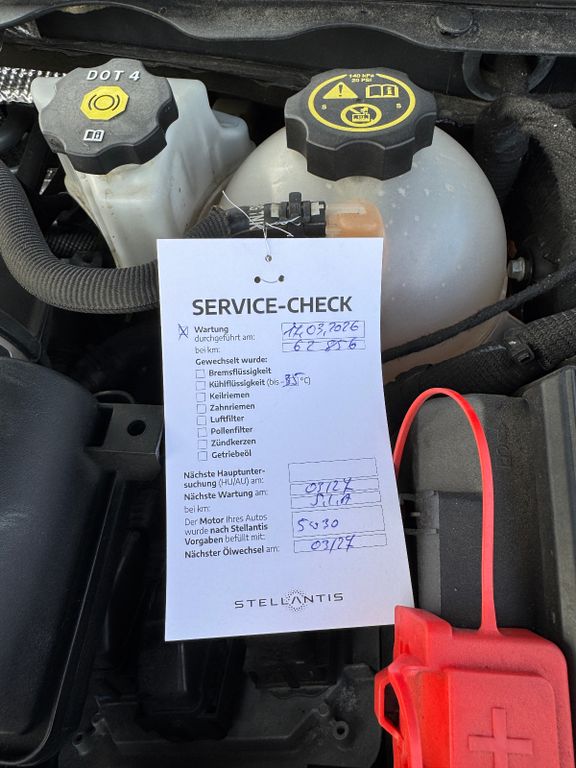 DOT 4
140 kPa
20 PSI
SERVICE-CHECK
Wartung
durchgeführt am: 17.03.2026
bei km: 62 856
Gewechselt wurde:
Bremsflüssigkeit
Kühlflüssigkeit (bis -35 °C)
Keilriemen
Zahnriemen
Luftfilter
Pollenfilter
Zündkerzen
Getriebeöl
Nächste Hauptunter-
suchung (HU/AU) am:
Nächste Wartung am: 03/27
bei km: S.I.A
Der Motor Ihres Autos
wurde nach Stellantis 5w30
Vorgaben befüllt mit:
Nächster Ölwechsel am: 03/27
STELLANTIS